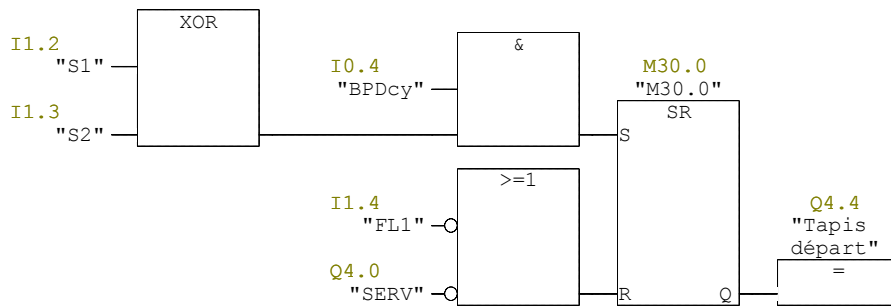 XOR
I1.2
"S1"
I1.3
"S2"
&
I0.4
"BPDcy"
M30.0
"M30.0"
SR
S
>=1
I1.4
"FL1"
Q4.0
"SERV"
R
Q
Q4.4
"Tapis
départ"
=